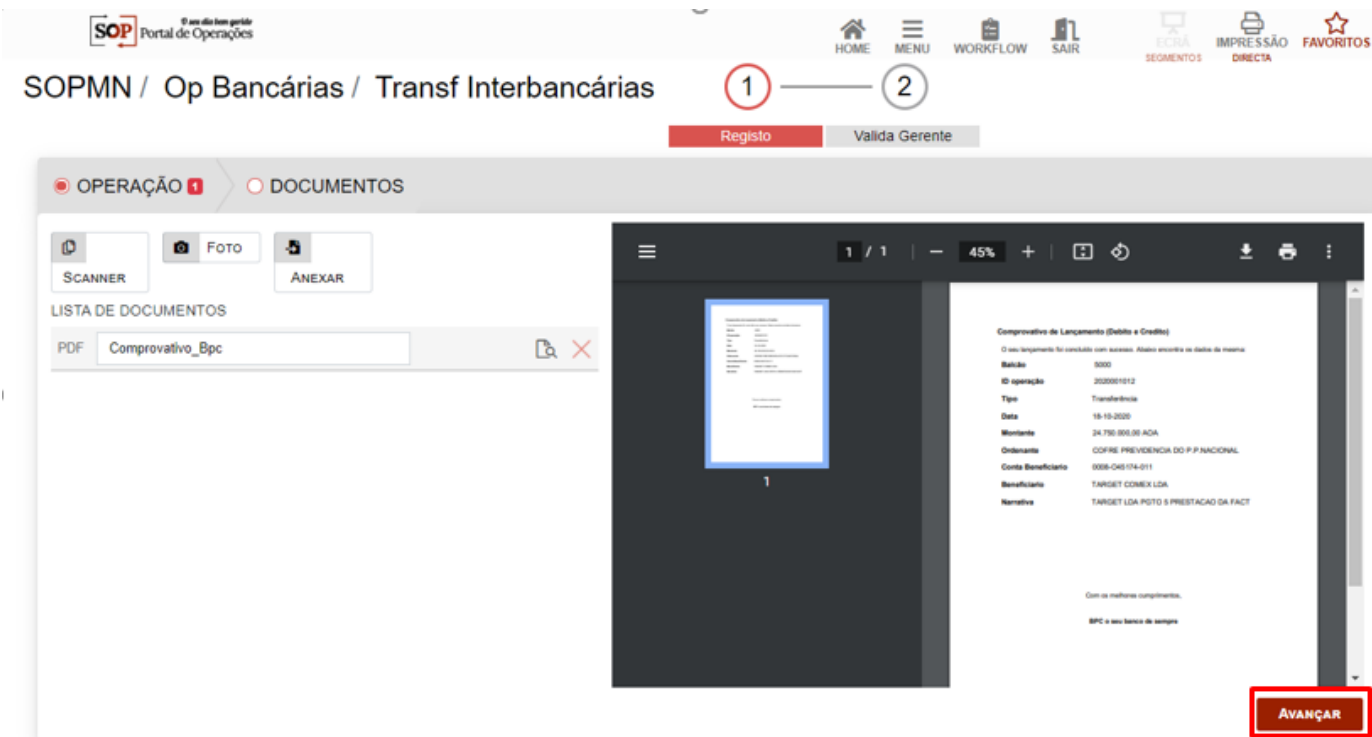 O seu dia bem gerido
SOP Portal de Operações
HOME MENU WORKFLOW SAIR ECRÃ SEGMENTOS IMPRESSÃO DIRECTA FAVORITOS
SOPMN / Op Bancárias / Transf Interbancárias
1 2
Registo Valida Gerente
OPERAÇÃO 1 DOCUMENTOS
SCANNER FOTO ANEXAR
LISTA DE DOCUMENTOS
PDF Comprovativo_Bpc
1 / 1 45%
1
Comprovativo de Lançamento (Debito e Credito)
O seu lançamento foi concluido com sucesso. Abaixo encontra os dados da mesma:
Balcão 5000
ID operação 2020001012
Tipo Transferência
Data 18-10-2020
Montante 24.750.000,00 AOA
Ordenante COFRE PREVIDENCIA DO P.P.NACIONAL
Conta Beneficiario 0008-O45174-011
Beneficiario TARGET COMEX LDA
Narrativa TARGET LDA PGTO 5 PRESTACAO DA FACT
Com os melhores cumprimentos.
BPC o seu banco de sempre
AVANÇAR